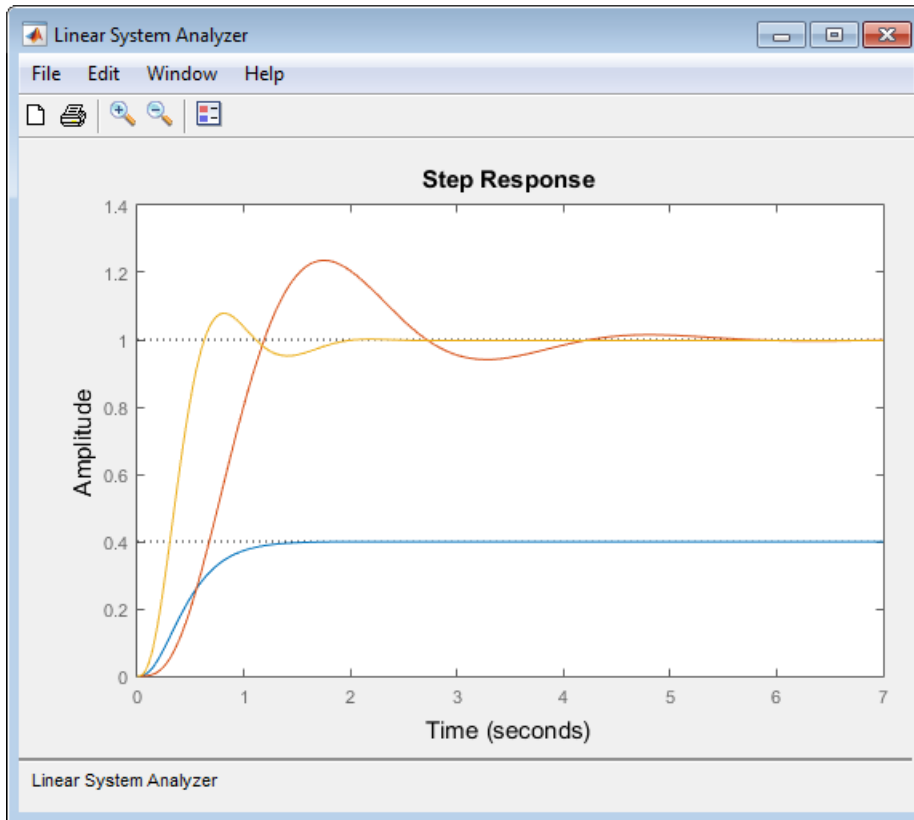 Linear System Analyzer
File Edit Window Help
Step Response
1.4
1.2
1
0.8
0.6
0.4
0.2
0
Amplitude
0 1 2 3 4 5 6 7
Time (seconds)
Linear System Analyzer